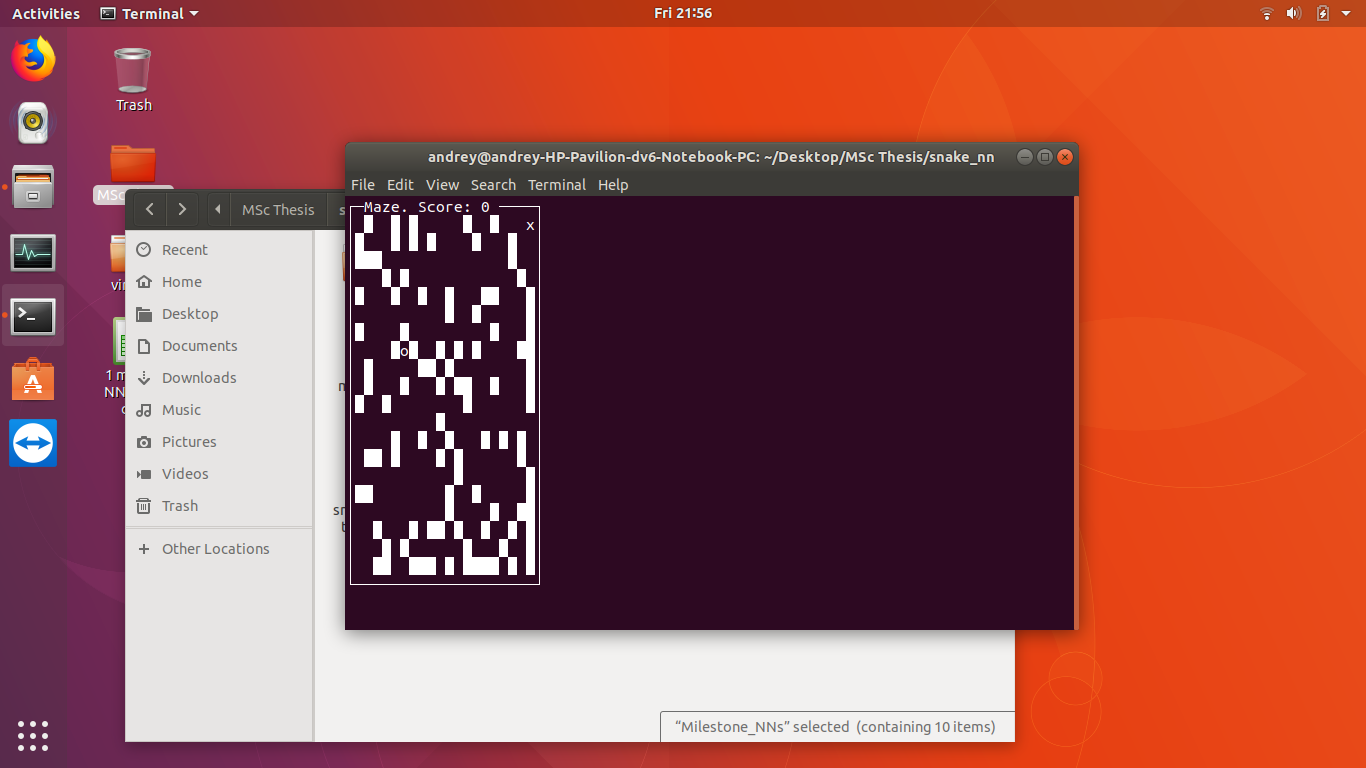 Activities
Terminal
Fri 21:56
Trash
MSc
andrey@andrey-HP-Pavilion-dv6-Notebook-PC: ~/Desktop/MSc Thesis/snake_nn
File Edit View Search Terminal Help
MSc Thesis
s
Maze. Score: 0
x
o
Recent
Home
Desktop
Documents
Downloads
Music
Pictures
Videos
Trash
Other Locations
vir
1 m
NN
“Milestone_NNs” selected (containing 10 items)